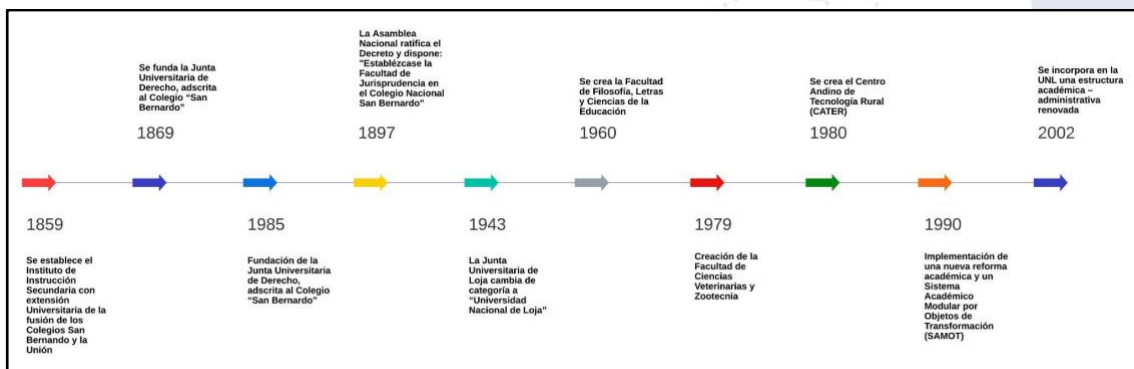 Se funda la Junta
Universitaria de
Derecho, adscrita
al Colegio "San
Bernardo"
1869
La Asamblea
Nacional ratifica el
Decreto y dispone:
"Establézcase la
Facultad de
Jurisprudencia en
el Colegio Nacional
San Bernardo"
1897
Se crea la Facultad
de Filosofía, Letras
y Ciencias de la
Educación
1960
Se crea el Centro
Andino de
Tecnología Rural
(CATER)
1980
Se incorpora en la
UNL una estructura
académica –
administrativa
renovada
2002
1859
Se establece el
Instituto de
Instrucción
Secundaria con
extensión
Universitaria de la
fusión de los
Colegios San
Bernando y la
Unión
1985
Fundación de la
Junta Universitaria
de Derecho,
adscrita al Colegio
"San Bernardo"
1943
La Junta
Universitaria de
Loja cambia de
categoría a
"Universidad
Nacional de Loja"
1979
Creación de la
Facultad de
Ciencias
Veterinarias y
Zootecnia
1990
Implementación de
una nueva reforma
académica y un
Sistema
Académico
Modular por
Objetos de
Transformación
(SAMOT)